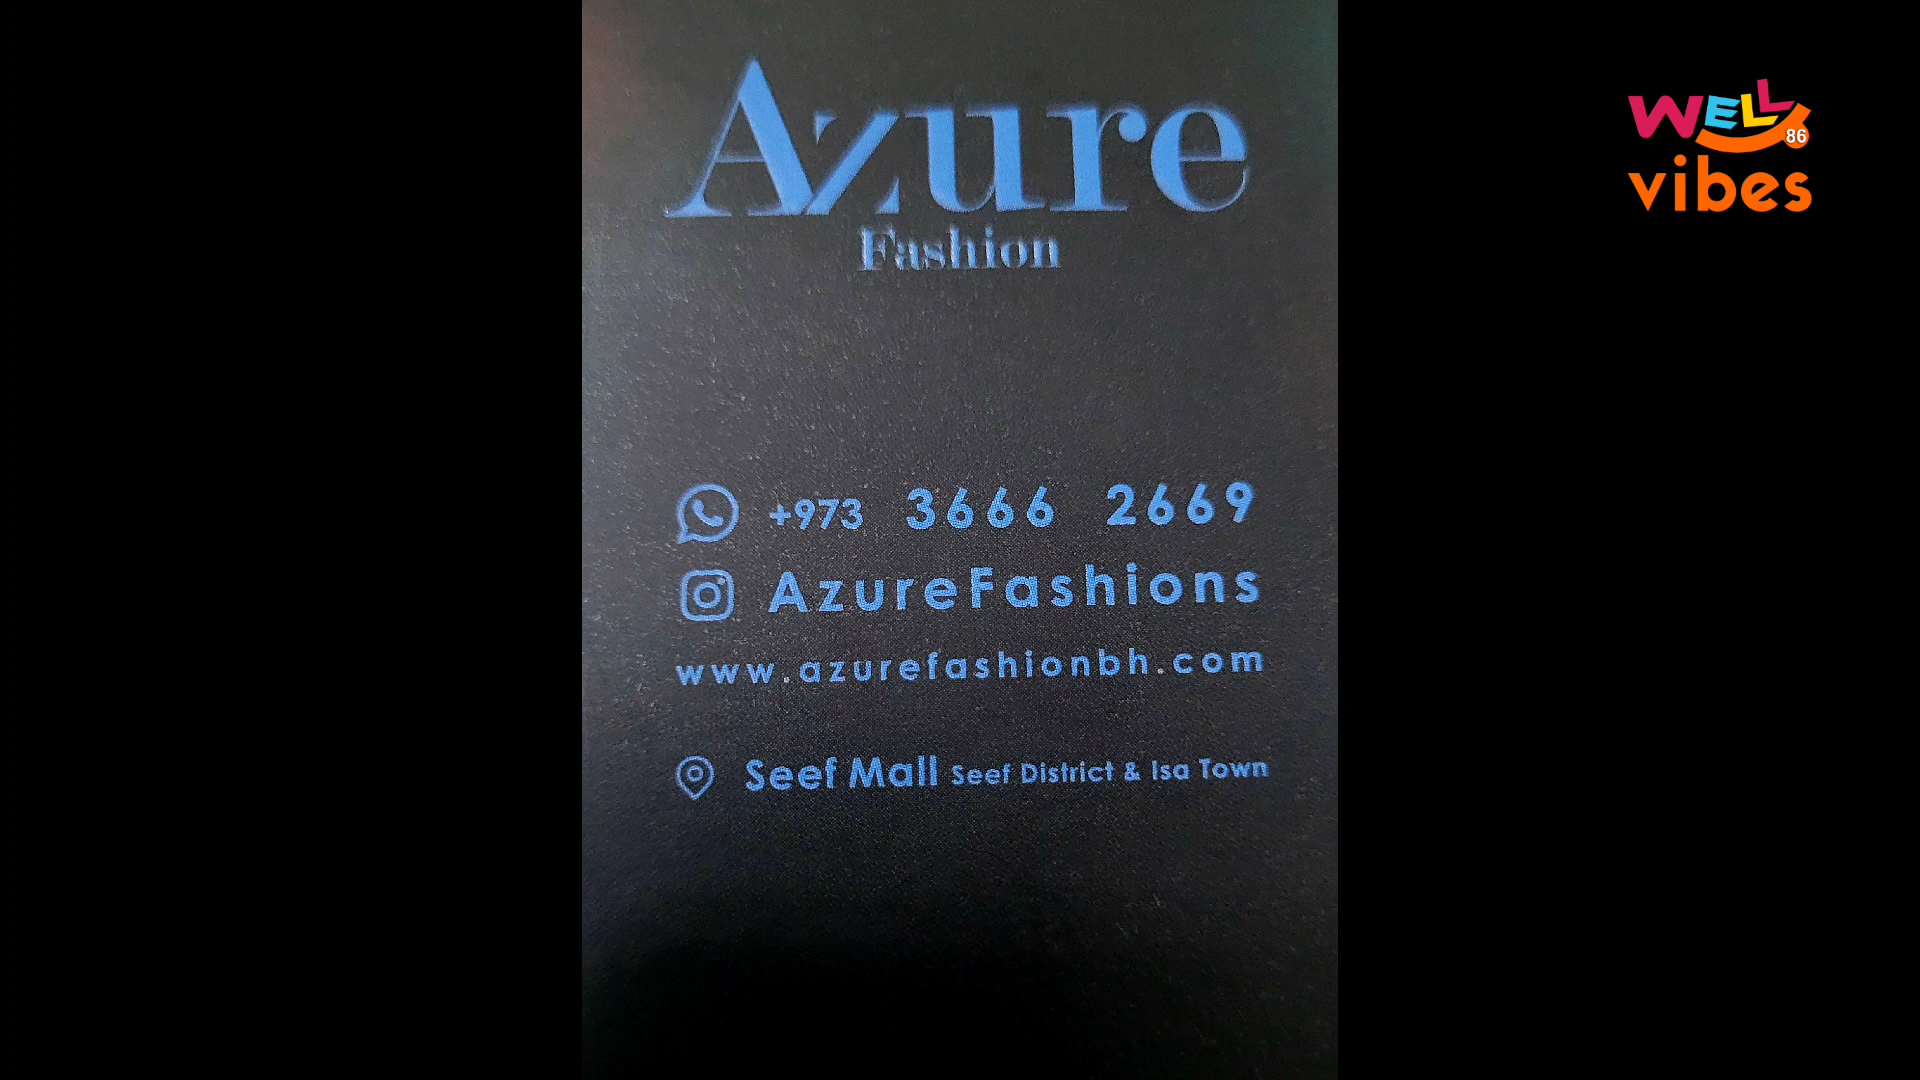 Azure
Fashion
+973 3666 2669
AzureFashions
www.azurefashionbh.com
Seef Mall Seef District & Isa Town
WELL
86
vibes